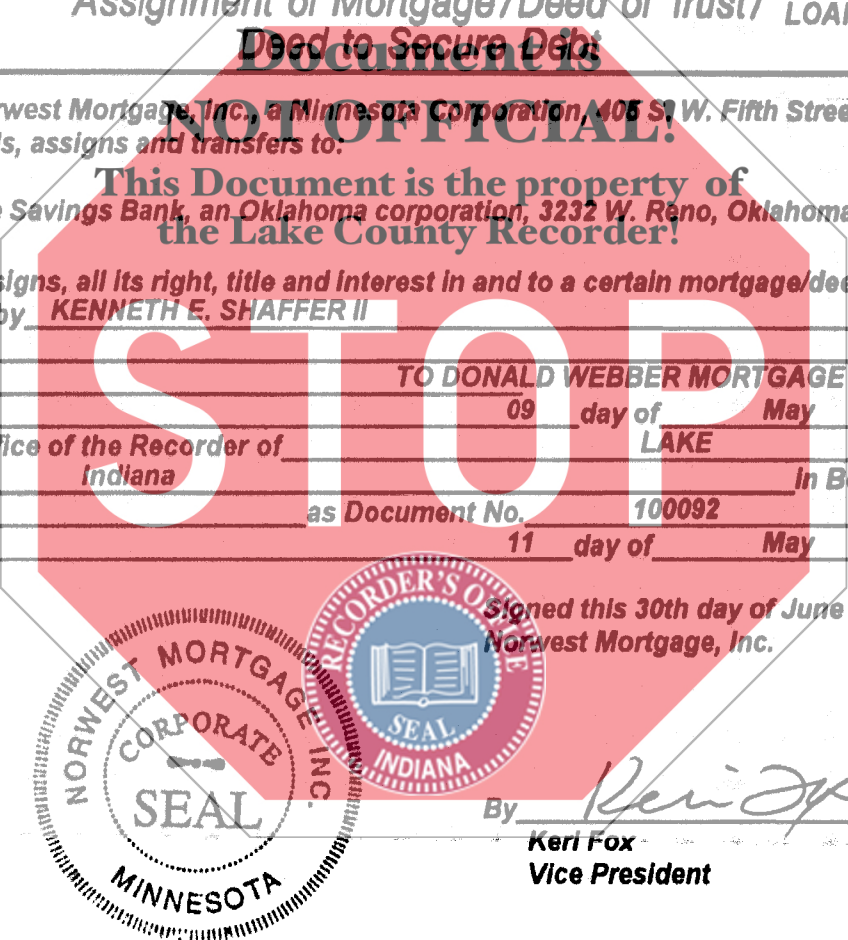 Assignment of Mortgage/Deed of Trust/ LOAN
Deed to Secure Debt
Document is
rwest Mortgage, Inc., a Minnesota Corporation, 405 S. W. Fifth Stree
NOT OFFICIAL!
s, assigns and transfers to:
This Document is the property of
e Savings Bank, an Oklahoma corporation, 3232 W. Reno, Oklahoma
the Lake County Recorder!
signs, all its right, title and interest in and to a certain mortgage/dee
by KENNETH E. SHAFFER II
STOP
TO DONALD WEBBER MORTGAGE
09 day of May
fice of the Recorder of LAKE
Indiana in B
as Document No. 100092
11 day of May
Signed this 30th day of June
Norwest Mortgage, Inc.
RECORDER'S OFFICE
SEAL
INDIANA
NORWEST MORTGAGE INC.
CORPORATE
SEAL
MINNESOTA
By Keri Fox
Keri Fox
Vice President